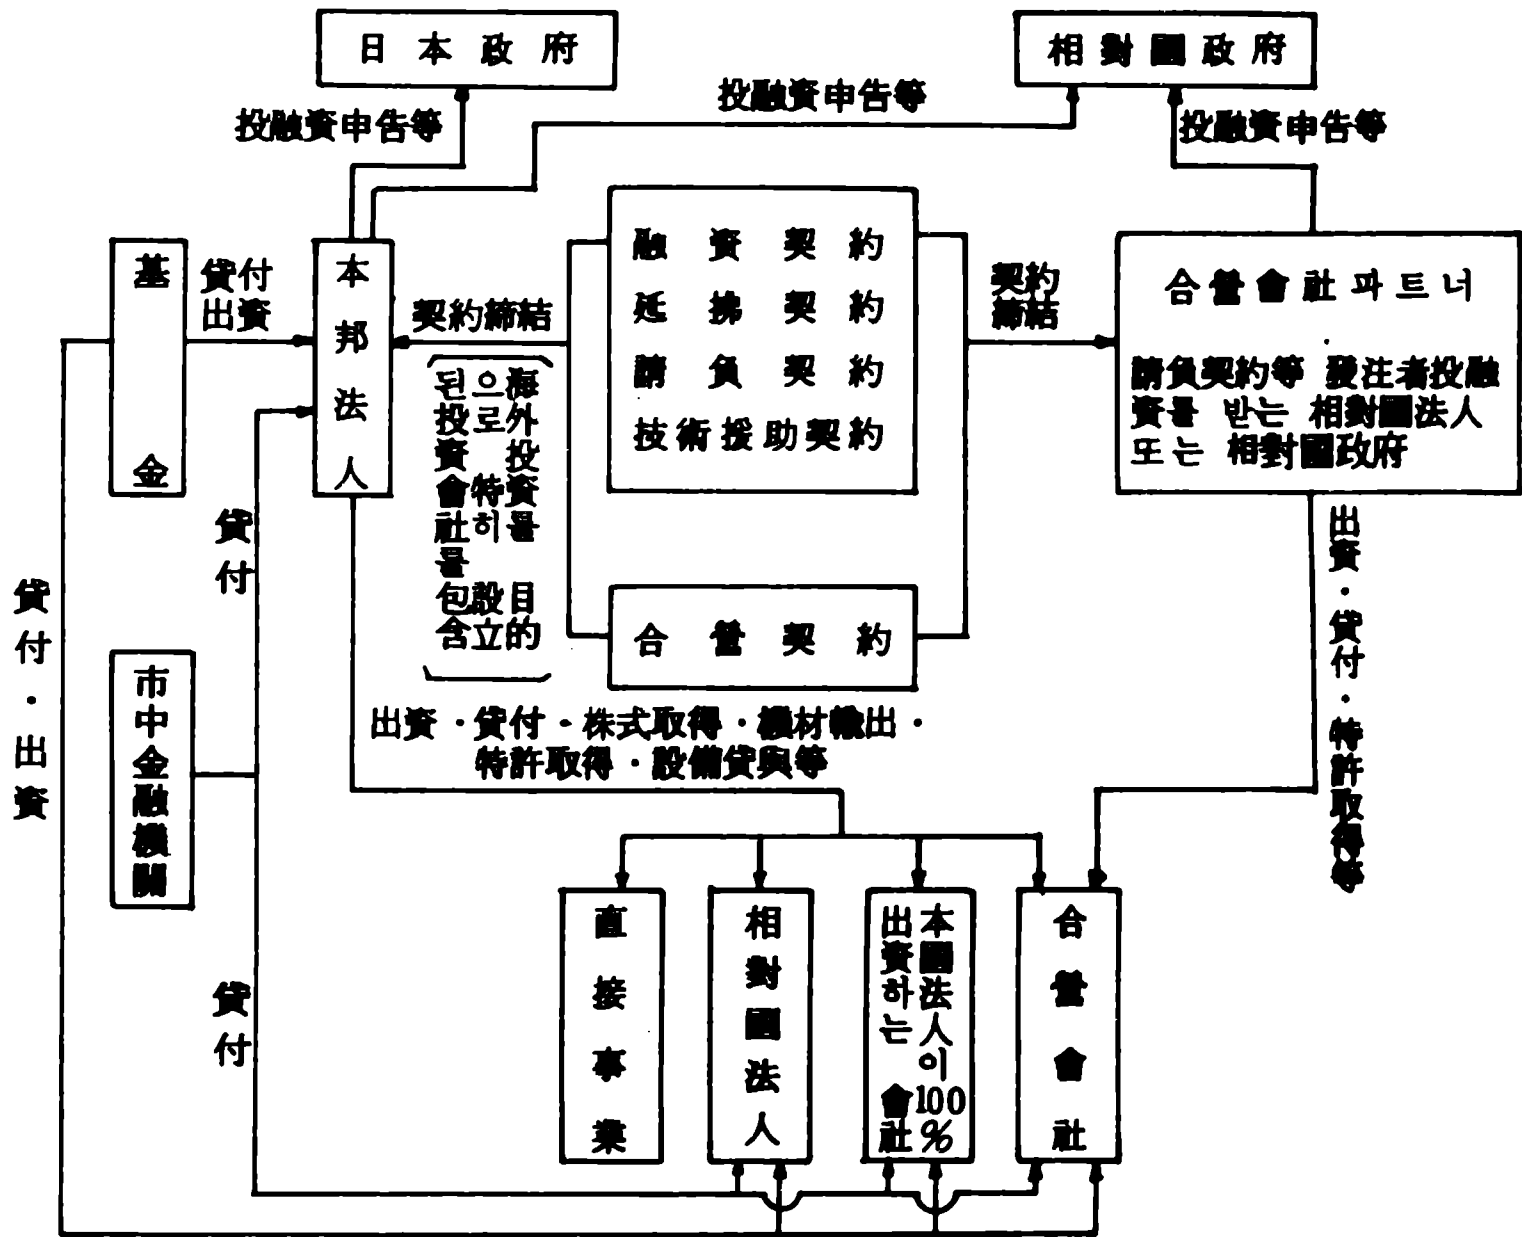 日本政府
相對國政府
投融資申告等
投融資申告等
投融資申告等
基金
貸付
出資
本邦法人
契約締結
海外投資를 目的
으로 特히 設立
된 投資會社를 包含
融資契約
延拂契約
請負契約
技術援助契約
合營契約
契約
締結
合營會社 파트너
請負契約等 發注者投融
資를 받는 相對國法人
또는 相對國政府
貸付
貸付・出資
市中金融機關
出資・貸付・株式取得・機材輸出・
特許取得・設備貸與等
出資・貸付・特許取得等
貸付
直接事業
相對國法人
本國法人이 100%
出資하는 會社
合營會社